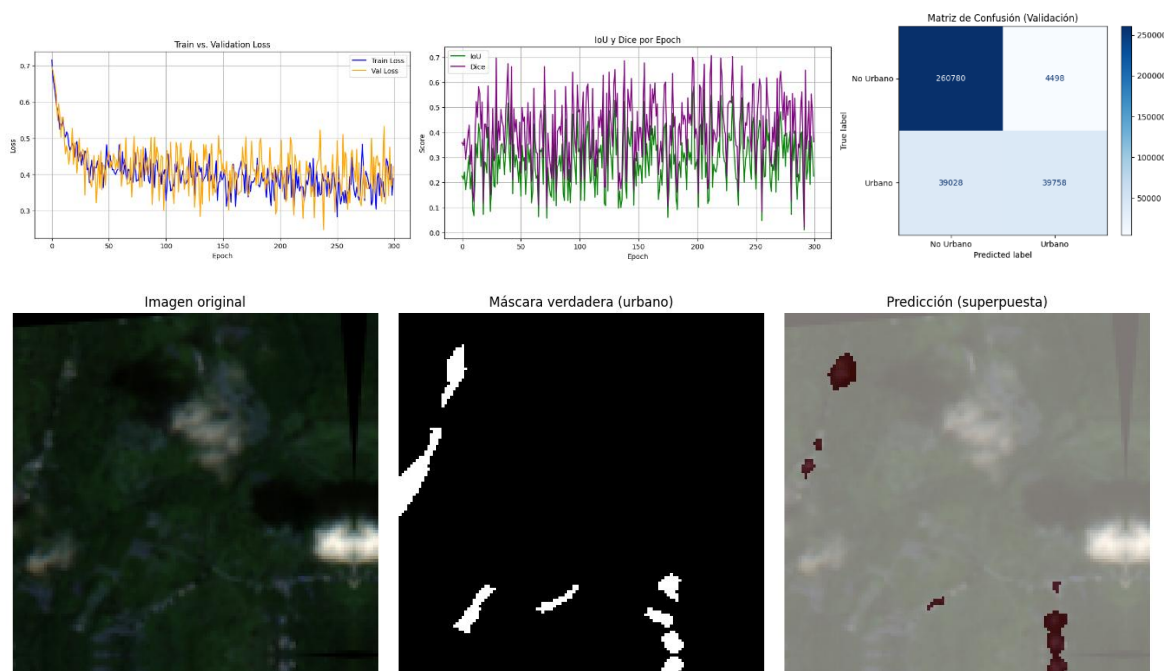 Train vs. Validation Loss
Train Loss
Val Loss
0.7
0.6
0.5
0.4
0.3
Loss
0
50
100
150
200
250
300
Epoch
IoU y Dice por Epoch
IoU
Dice
0.7
0.6
0.5
0.4
0.3
0.2
0.1
0.0
Score
0
50
100
150
200
250
300
Epoch
Matriz de Confusión (Validación)
No Urbano
260780
4498
Urbano
39028
39758
True label
No Urbano
Urbano
Predicted label
250000
200000
150000
100000
50000
Imagen original
Máscara verdadera (urbano)
Predicción (superpuesta)